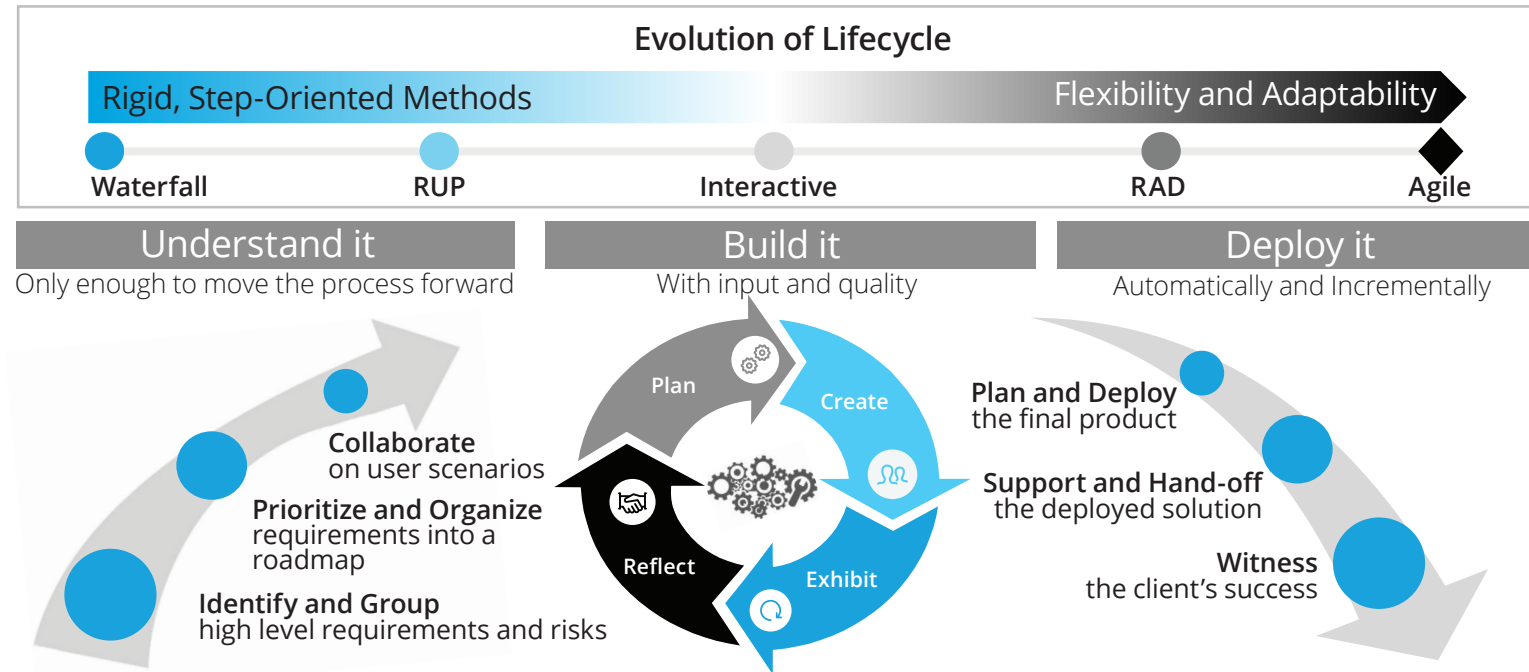 Evolution of Lifecycle
Rigid, Step-Oriented Methods
Flexibility and Adaptability
Waterfall
RUP
Interactive
RAD
Agile
Understand it
Only enough to move the process forward
Collaborate
on user scenarios
Prioritize and Organize
requirements into a
roadmap
Identify and Group
high level requirements and risks
Build it
With input and quality
Plan
Create
Exhibit
Reflect
Deploy it
Automatically and Incrementally
Plan and Deploy
the final product
Support and Hand-off
the deployed solution
Witness
the client’s success